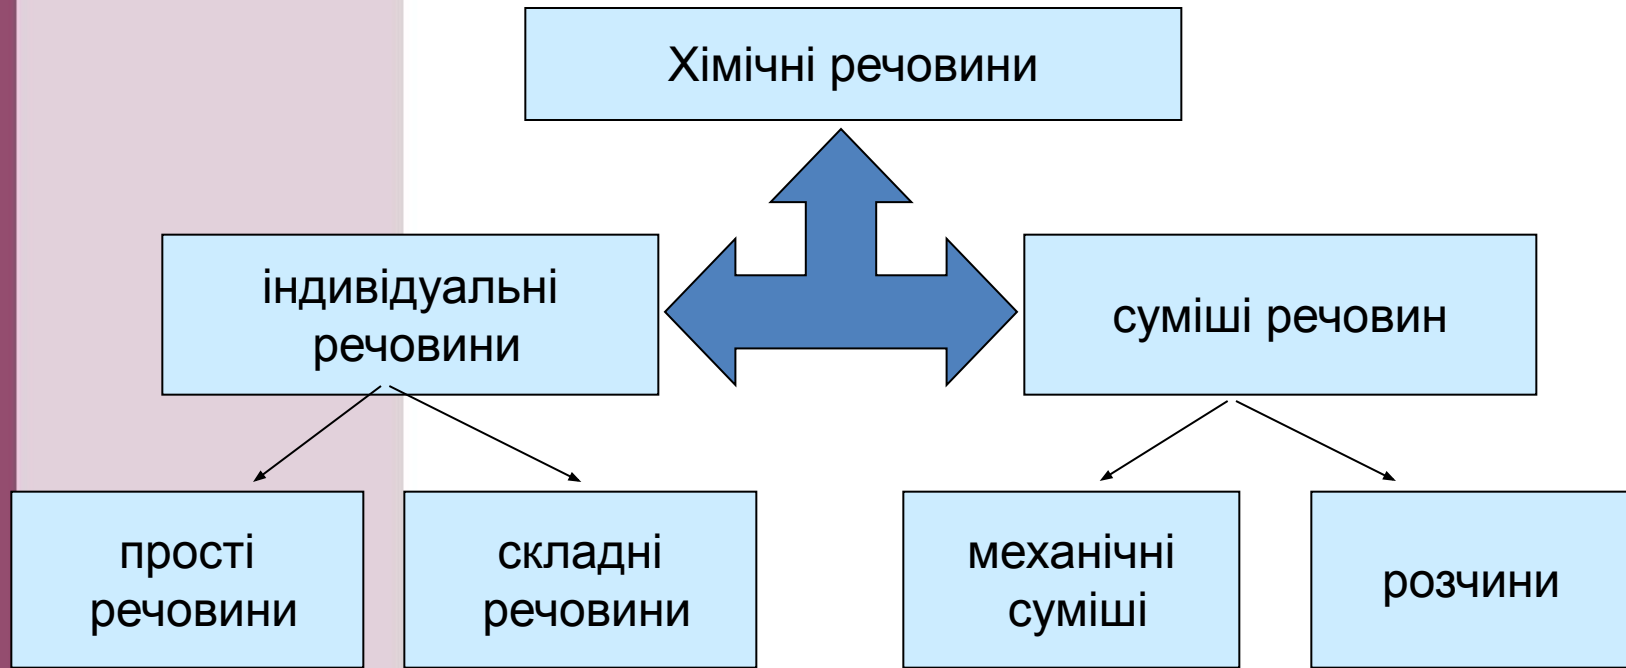 Хімічні речовини
індивідуальні
речовини
суміші речовин
прості
речовини
складні
речовини
механічні
суміші
розчини